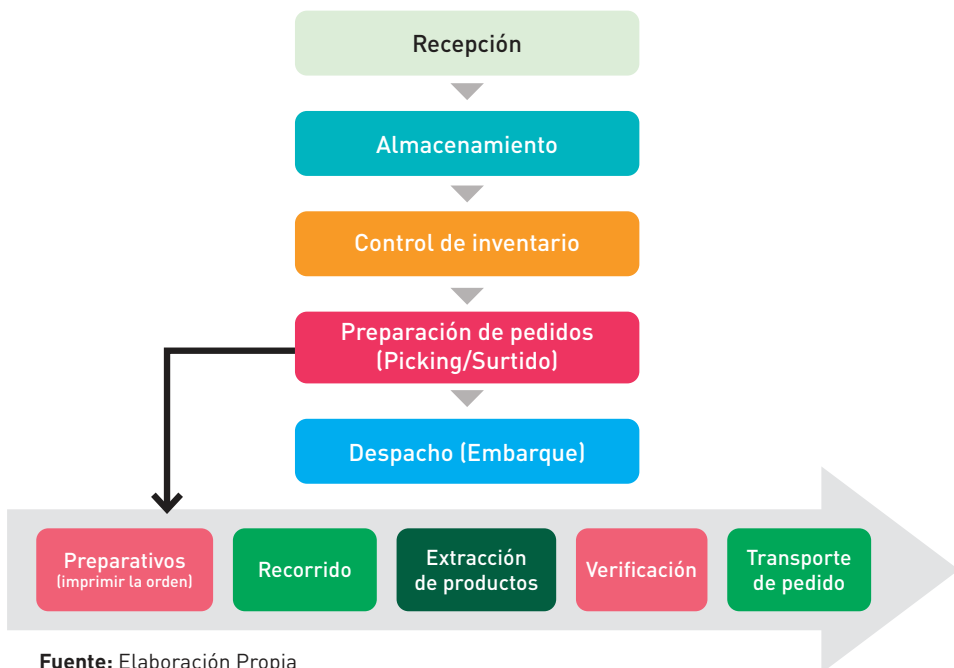 Recepción
Almacenamiento
Control de inventario
Preparación de pedidos
(Picking/Surtido)
Despacho (Embarque)
Preparativos
(imprimir la orden)
Recorrido
Extracción
de productos
Verificación
Transporte
de pedido
Fuente: Elaboración Propia